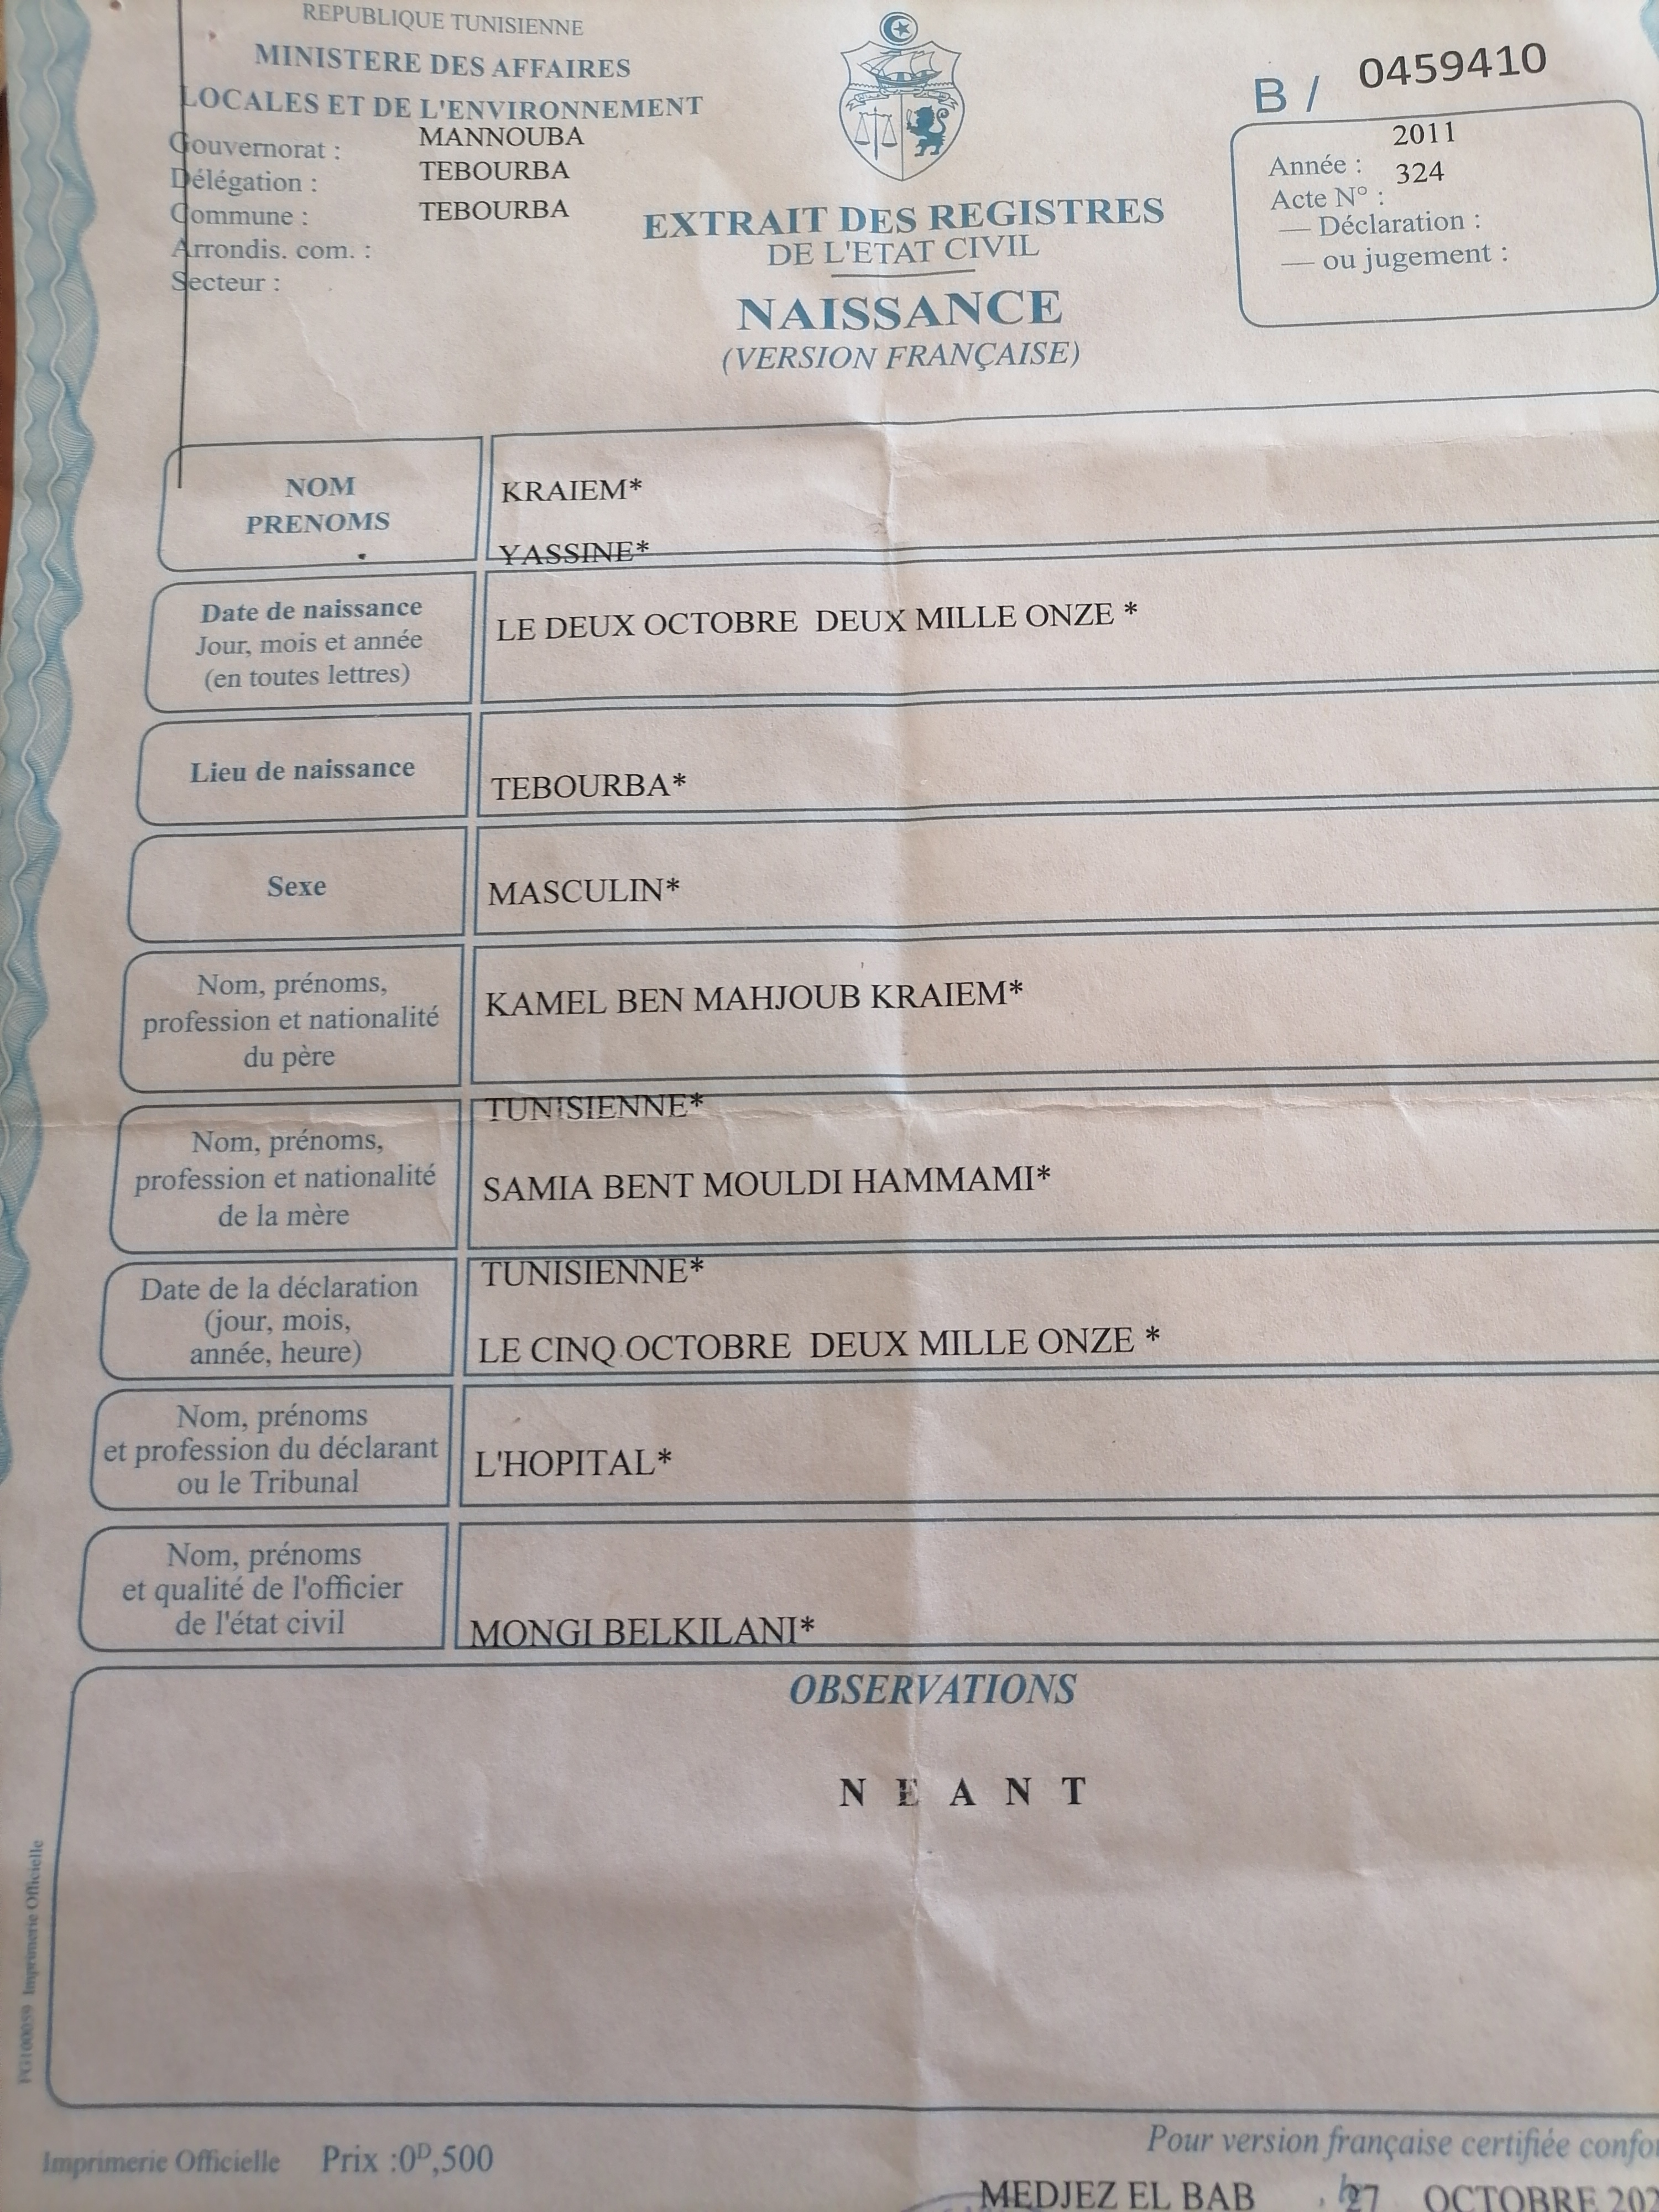 REPUBLIQUE TUNISIENNE
MINISTERE DES AFFAIRES
LOCALES ET DE L'ENVIRONNEMENT
Gouvernorat : MANNOUBA
Délégation : TEBOURBA
Commune : TEBOURBA
Arrondis. com. :
Secteur :
B / 0459410
Année : 2011
Acte N° : 324
— Déclaration :
— ou jugement :
EXTRAIT DES REGISTRES
DE L'ETAT CIVIL
NAISSANCE
(VERSION FRANÇAISE)
NOM
PRENOMS
KRAIEM*
YASSINE*
Date de naissance
Jour, mois et année
(en toutes lettres)
LE DEUX OCTOBRE DEUX MILLE ONZE *
Lieu de naissance
TEBOURBA*
Sexe
MASCULIN*
Nom, prénoms,
profession et nationalité
du père
KAMEL BEN MAHJOUB KRAIEM*
TUNISIENNE*
Nom, prénoms,
profession et nationalité
de la mère
SAMIA BENT MOULDI HAMMAMI*
TUNISIENNE*
Date de la déclaration
(jour, mois,
année, heure)
LE CINQ OCTOBRE DEUX MILLE ONZE *
Nom, prénoms
et profession du déclarant
ou le Tribunal
L'HOPITAL*
Nom, prénoms
et qualité de l'officier
de l'état civil
MONGI BELKILANI*
OBSERVATIONS
N E A N T
Imprimerie Officielle
Imprimerie Officielle Prix :0ᴰ,500
Pour version française certifiée confo
MEDJEZ EL BAB , 27 OCTOBRE 202